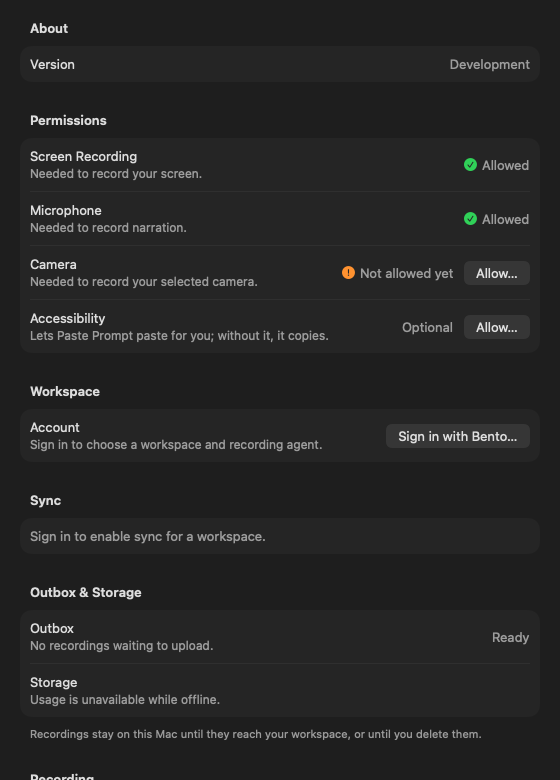 About
Version
Development
Permissions
Screen Recording
Needed to record your screen.
Allowed
Microphone
Needed to record narration.
Allowed
Camera
Needed to record your selected camera.
Not allowed yet
Allow...
Accessibility
Lets Paste Prompt paste for you; without it, it copies.
Optional
Allow...
Workspace
Account
Sign in to choose a workspace and recording agent.
Sign in with Bento...
Sync
Sign in to enable sync for a workspace.
Outbox & Storage
Outbox
No recordings waiting to upload.
Ready
Storage
Usage is unavailable while offline.
Recordings stay on this Mac until they reach your workspace, or until you delete them.
Recording